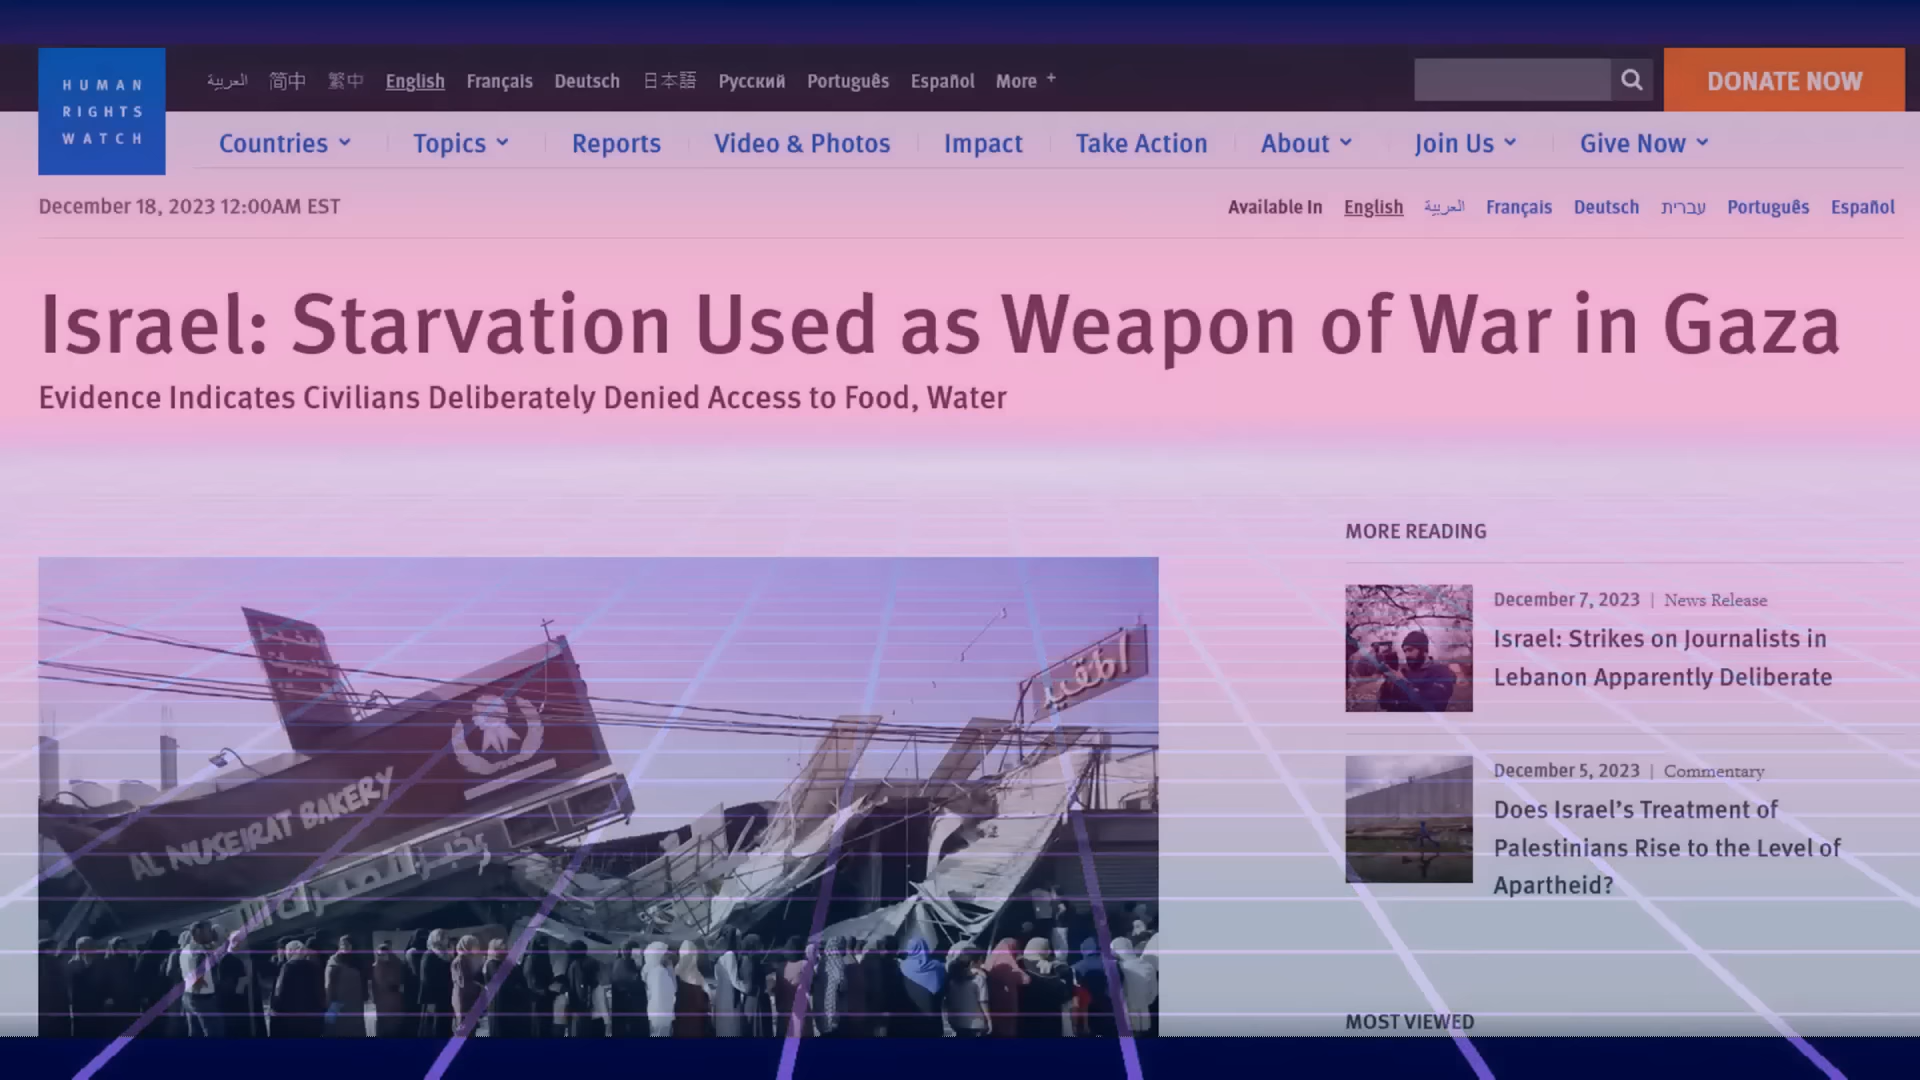 HUMAN
RIGHTS
WATCH
العربية 简中 繁中 English Français Deutsch 日本語 Русский Português Español More +
DONATE NOW
Countries Topics Reports Video & Photos Impact Take Action About Join Us Give Now
December 18, 2023 12:00AM EST
Available In English العربية Français Deutsch עברית Português Español
Israel: Starvation Used as Weapon of War in Gaza
Evidence Indicates Civilians Deliberately Denied Access to Food, Water
MORE READING
December 7, 2023 | News Release
Israel: Strikes on Journalists in
Lebanon Apparently Deliberate
December 5, 2023 | Commentary
Does Israel’s Treatment of
Palestinians Rise to the Level of
Apartheid?
MOST VIEWED
AL NUSEIRAT BAKERY